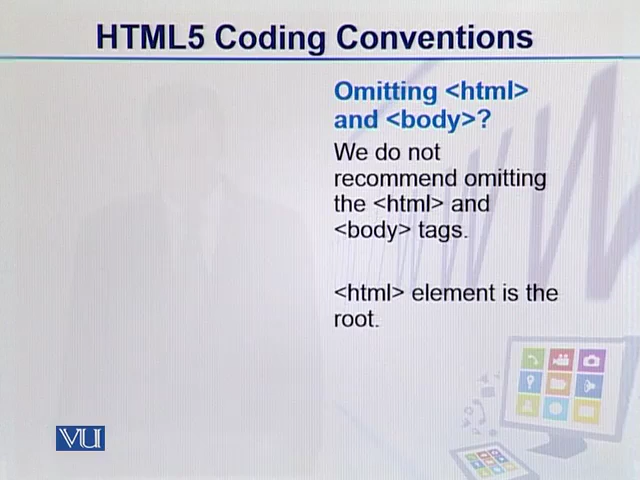 HTML5 Coding Conventions
Omitting <html>
and <body>?
We do not
recommend omitting
the <html> and
<body> tags.
<html> element is the
root.
VU